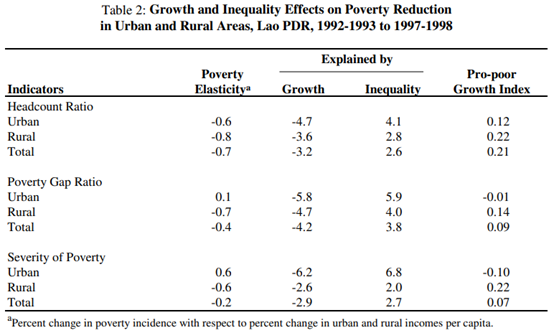 Table 2: Growth and Inequality Effects on Poverty Reduction
in Urban and Rural Areas, Lao PDR, 1992-1993 to 1997-1998
Explained by
Poverty Pro-poor
Indicators Elasticityᵃ Growth Inequality Growth Index
Headcount Ratio
Urban -0.6 -4.7 4.1 0.12
Rural -0.8 -3.6 2.8 0.22
Total -0.7 -3.2 2.6 0.21
Poverty Gap Ratio
Urban 0.1 -5.8 5.9 -0.01
Rural -0.7 -4.7 4.0 0.14
Total -0.4 -4.2 3.8 0.09
Severity of Poverty
Urban 0.6 -6.2 6.8 -0.10
Rural -0.6 -2.6 2.0 0.22
Total -0.2 -2.9 2.7 0.07
ᵃPercent change in poverty incidence with respect to percent change in urban and rural incomes per capita.